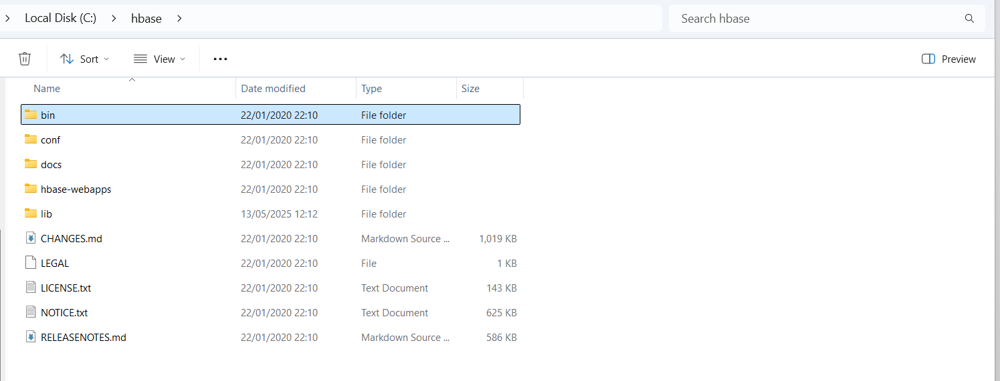 Local Disk (C:) hbase Search hbase
Sort View Preview
Name Date modified Type Size
bin 22/01/2020 22:10 File folder
conf 22/01/2020 22:10 File folder
docs 22/01/2020 22:10 File folder
hbase-webapps 22/01/2020 22:10 File folder
lib 13/05/2025 12:12 File folder
CHANGES.md 22/01/2020 22:10 Markdown Source ... 1,019 KB
LEGAL 22/01/2020 22:10 File 1 KB
LICENSE.txt 22/01/2020 22:10 Text Document 143 KB
NOTICE.txt 22/01/2020 22:10 Text Document 625 KB
RELEASENOTES.md 22/01/2020 22:10 Markdown Source ... 586 KB